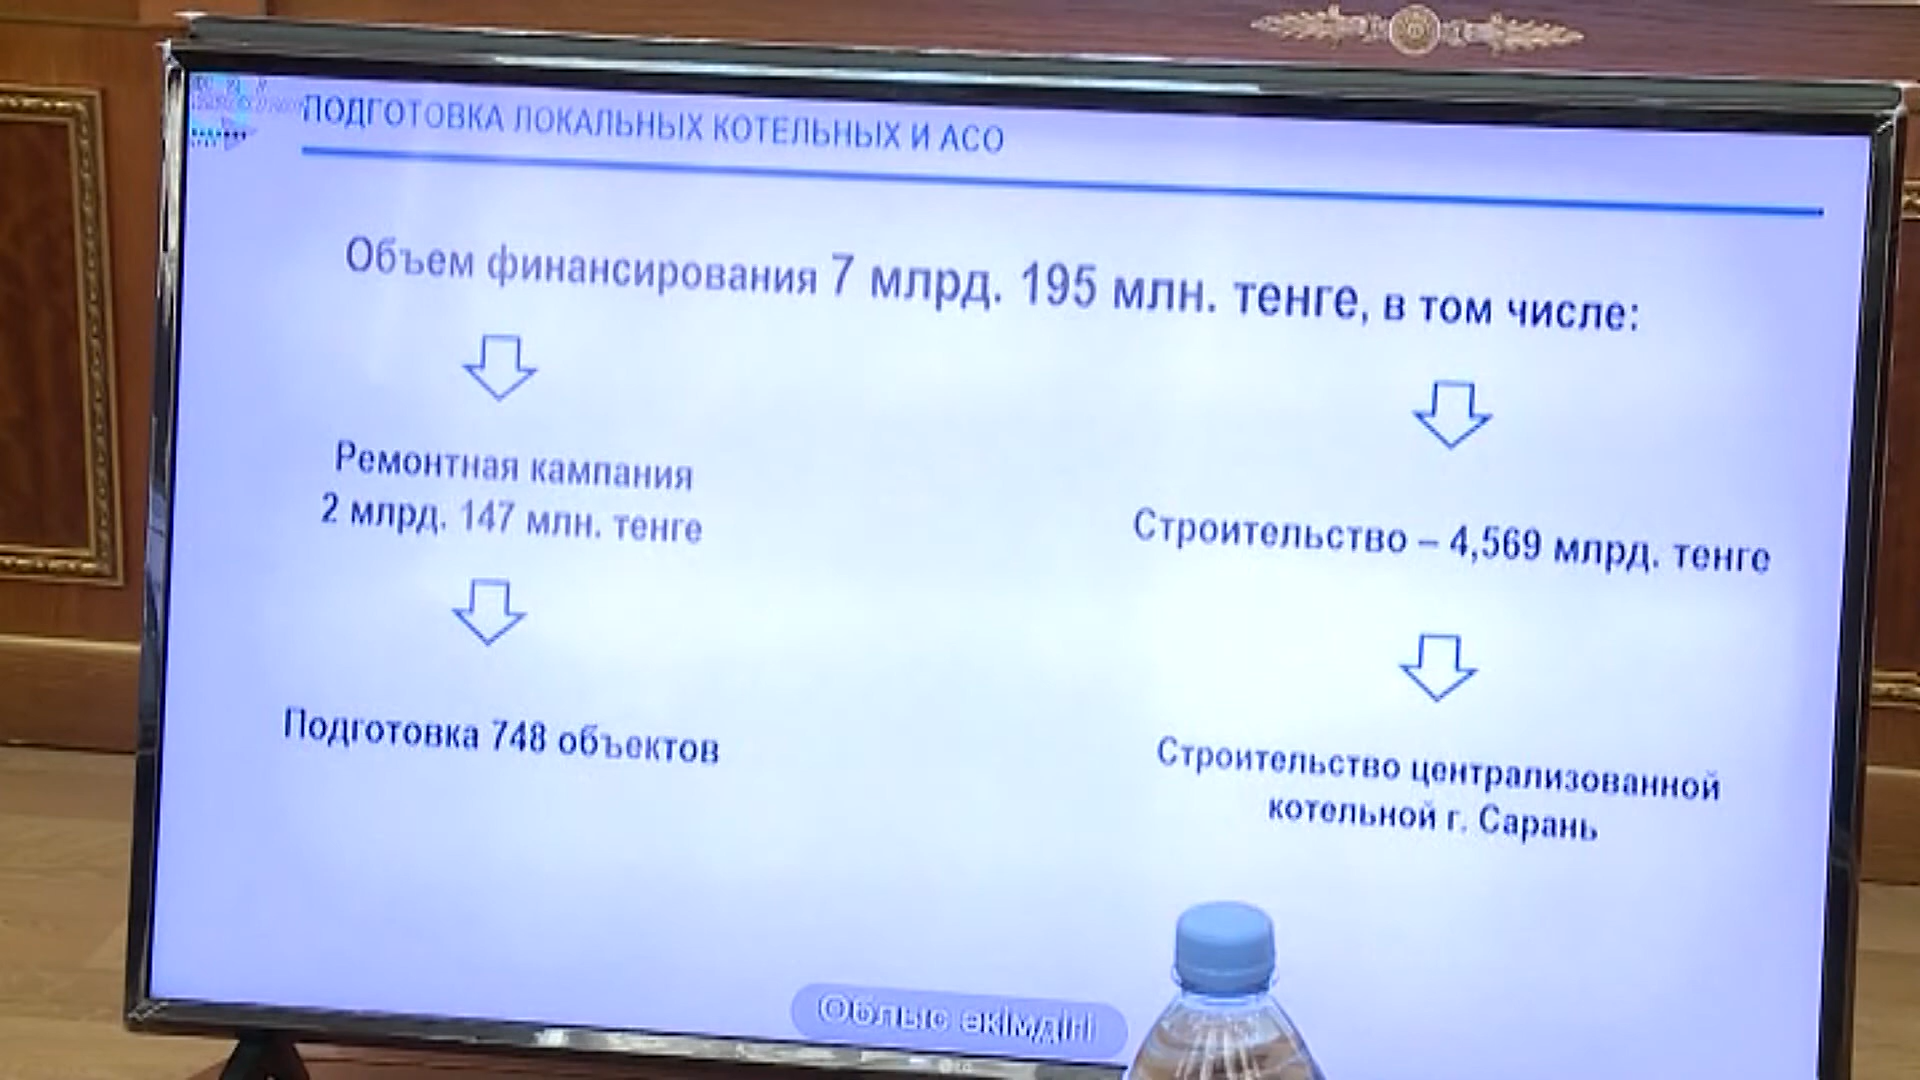 ПОДГОТОВКА ЛОКАЛЬНЫХ КОТЕЛЬНЫХ И АСО
Объем финансирования 7 млрд. 195 млн. тенге, в том числе:
Ремонтная кампания
2 млрд. 147 млн. тенге
Строительство – 4,569 млрд. тенге
Подготовка 748 объектов
Строительство централизованной
котельной г. Сарань
Облыс әкімдігі